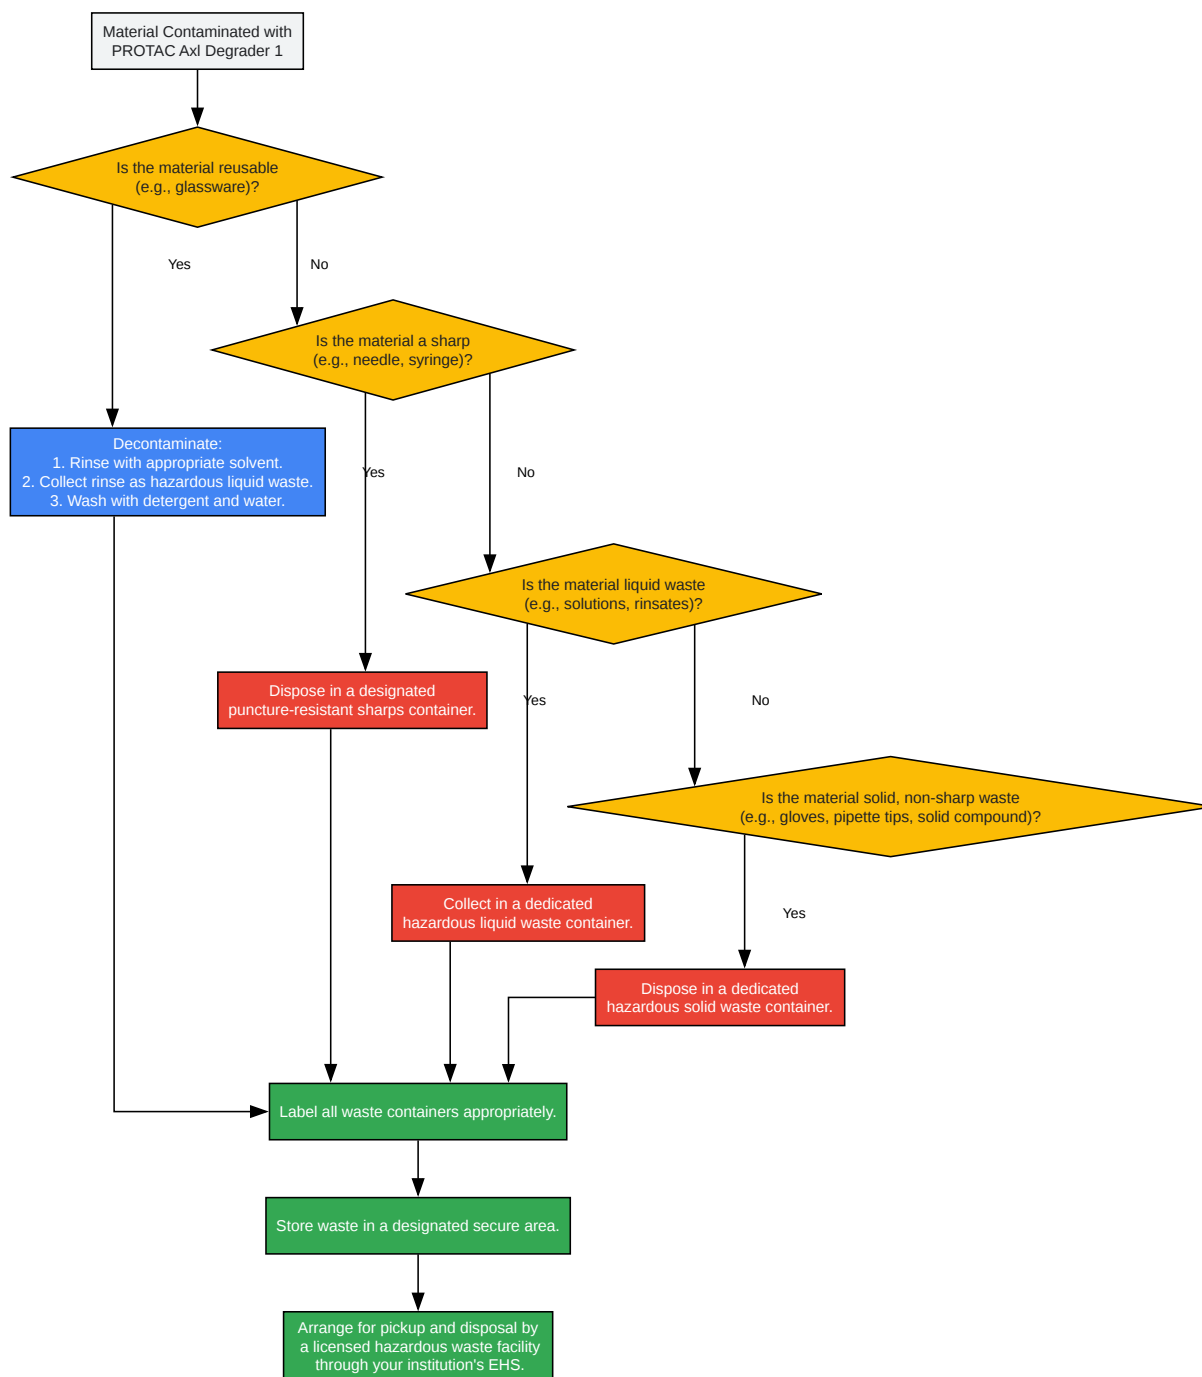 Material Contaminated with
PROTAC Axl Degrader 1
Is the material reusable
(e.g., glassware)?
Yes
No
Is the material a sharp
(e.g., needle, syringe)?
Decontaminate:
1. Rinse with appropriate solvent.
2. Collect rinse as hazardous liquid waste.
3. Wash with detergent and water.
Yes
No
Is the material liquid waste
(e.g., solutions, rinsates)?
Dispose in a designated
puncture-resistant sharps container.
Yes
No
Is the material solid, non-sharp waste
(e.g., gloves, pipette tips, solid compound)?
Collect in a dedicated
hazardous liquid waste container.
Yes
Dispose in a dedicated
hazardous solid waste container.
Label all waste containers appropriately.
Store waste in a designated secure area.
Arrange for pickup and disposal by
a licensed hazardous waste facility
through your institution's EHS.